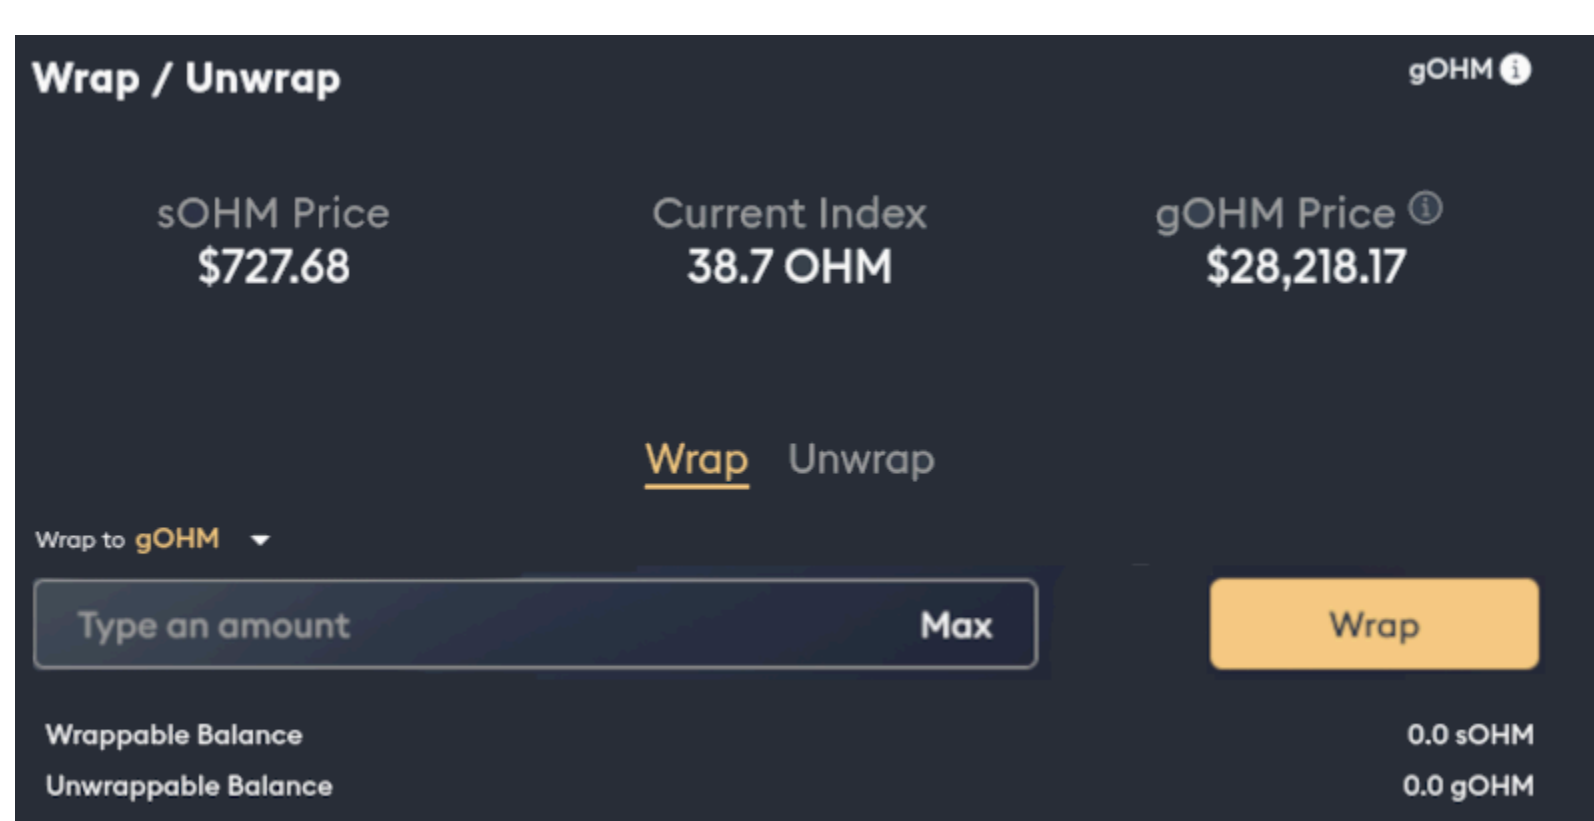 Wrap / Unwrap
gOHM
sOHM Price
$727.68
Current Index
38.7 OHM
gOHM Price
$28,218.17
Wrap Unwrap
Wrap to gOHM
Type an amount Max
Wrap
Wrappable Balance 0.0 sOHM
Unwrappable Balance 0.0 gOHM